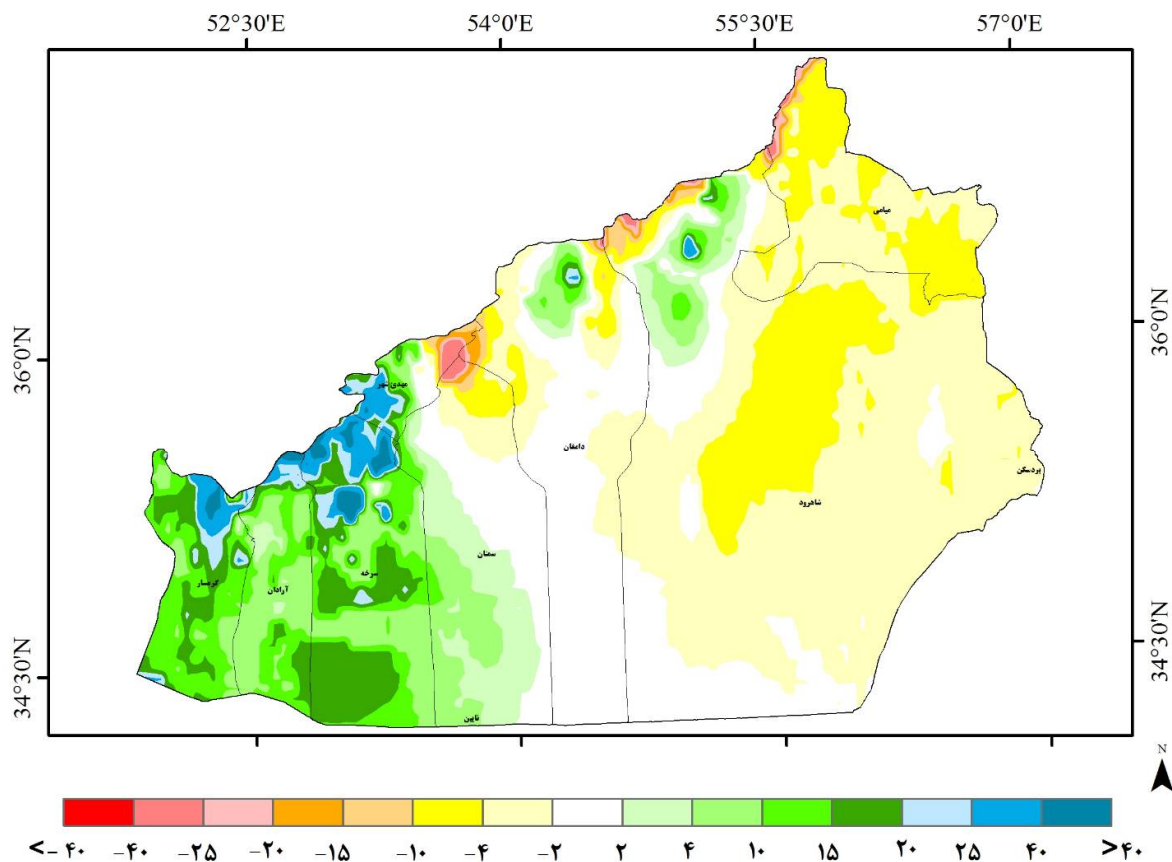 52°30'E 54°0'E 55°30'E 57°0'E
36°0'N 36°0'N
34°30'N 34°30'N
میامی
مهدی شهر
دامغان
بردسکن
شاهرود
سمنان
سرخه
گرمسار
آرادان
نایین
N
<-۴۰ -۴۰ -۲۵ -۲۰ -۱۵ -۱۰ -۴ -۲ ۲ ۴ ۱۰ ۱۵ ۲۰ ۲۵ ۴۰ >۴۰